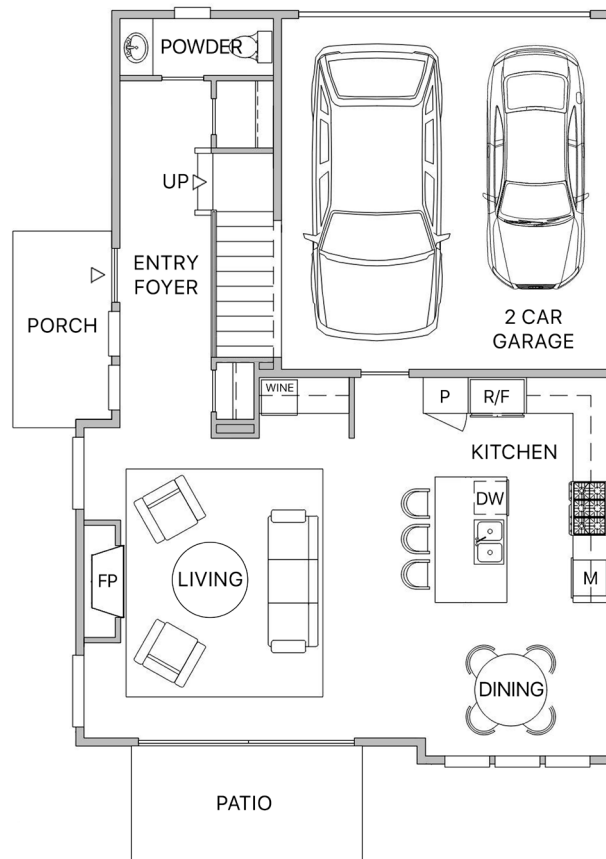 POWDER
UP
ENTRY
FOYER
PORCH
2 CAR
GARAGE
WINE
P
R/F
KITCHEN
DW
FP
LIVING
M
DINING
PATIO